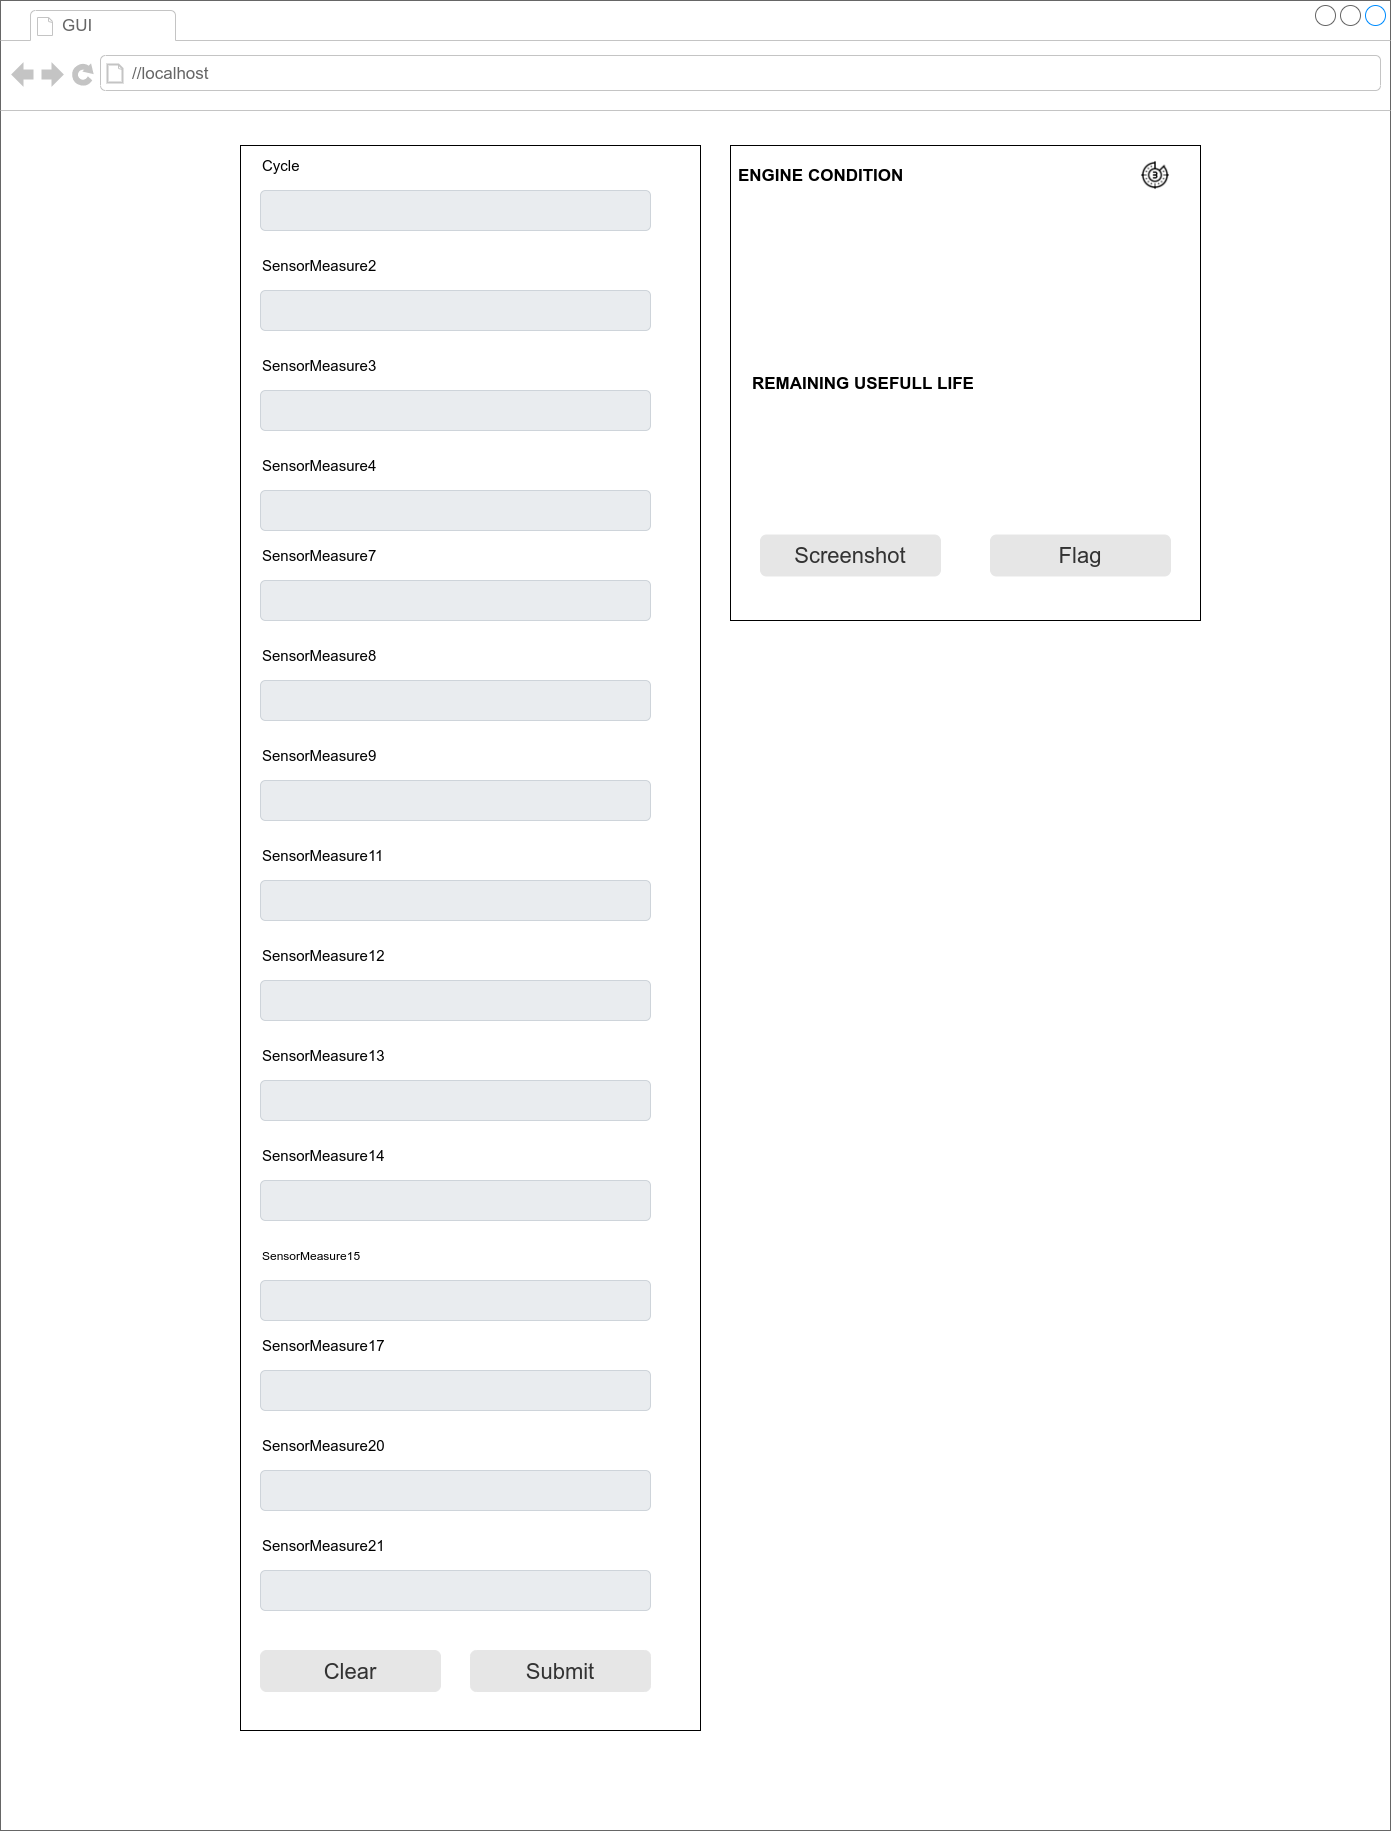 GUI
//localhost
Cycle
SensorMeasure2
SensorMeasure3
SensorMeasure4
SensorMeasure7
SensorMeasure8
SensorMeasure9
SensorMeasure11
SensorMeasure12
SensorMeasure13
SensorMeasure14
SensorMeasure15
SensorMeasure17
SensorMeasure20
SensorMeasure21
Clear Submit
ENGINE CONDITION
3
REMAINING USEFULL LIFE
Screenshot Flag